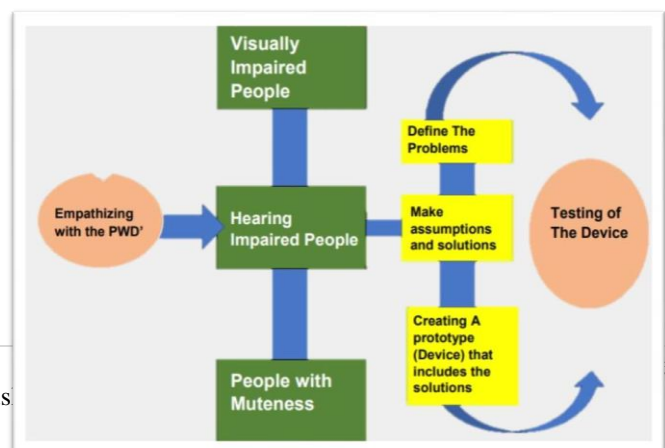 Visually
Impaired
People
Define The
Problems
Empathizing
with the PWD'
Hearing
Impaired People
Make
assumptions
and solutions
Testing of
The Device
Creating A
prototype
(Device) that
includes the
solutions
People with
Muteness